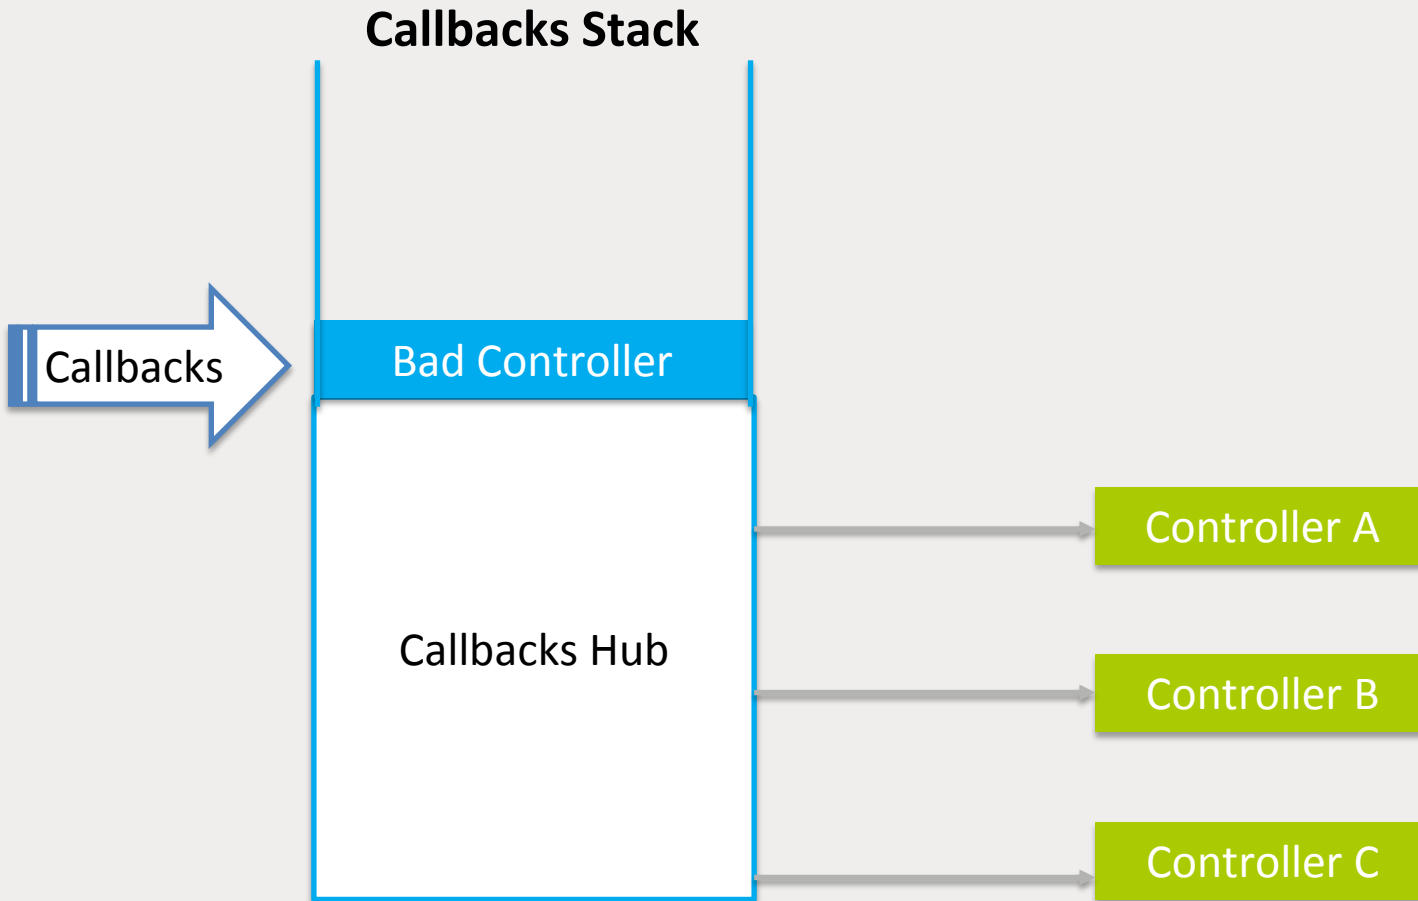 Callbacks Stack
Callbacks
Bad Controller
Controller A
Callbacks Hub
Controller B
Controller C